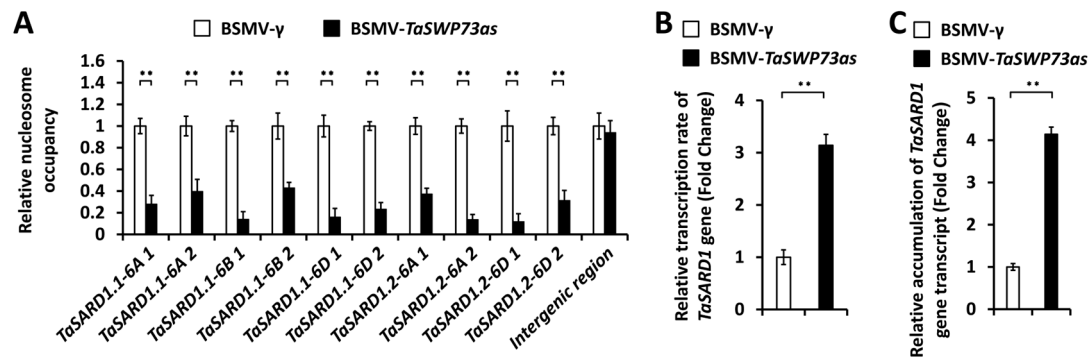 A
BSMV-γ
BSMV-TaSWP73as
Relative nucleosome
occupancy
1.6
1.4
1.2
1
0.8
0.6
0.4
0.2
0
**
**
**
**
**
**
**
**
**
**
TaSARD1.1-6A 1
TaSARD1.1-6A 2
TaSARD1.1-6B 1
TaSARD1.1-6B 2
TaSARD1.1-6D 1
TaSARD1.1-6D 2
TaSARD1.2-6A 1
TaSARD1.2-6A 2
TaSARD1.2-6D 1
TaSARD1.2-6D 2
Intergenic region
B
BSMV-γ
BSMV-TaSWP73as
Relative transcription rate of
TaSARD1 gene (Fold Change)
4
3
2
1
0
**
C
BSMV-γ
BSMV-TaSWP73as
Relative accumulation of TaSARD1
gene transcript (Fold Change)
5
4
3
2
1
0
**